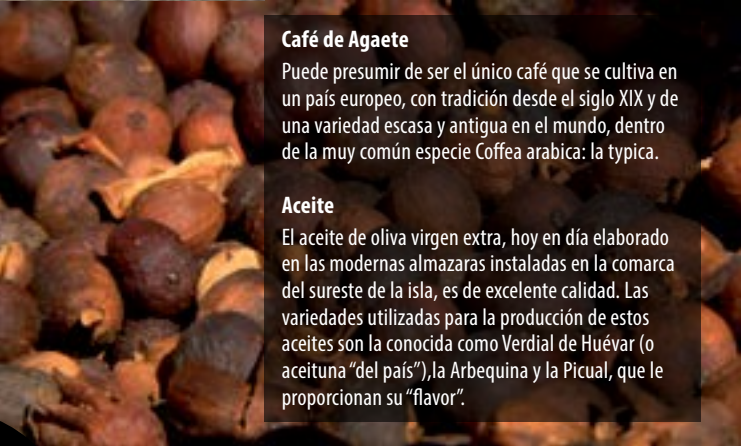 Café de Agaete
Puede presumir de ser el único café que se cultiva en
un país europeo, con tradición desde el siglo XIX y de
una variedad escasa y antigua en el mundo, dentro
de la muy común especie Coffea arabica: la typica.
Aceite
El aceite de oliva virgen extra, hoy en día elaborado
en las modernas almazaras instaladas en la comarca
del sureste de la isla, es de excelente calidad. Las
variedades utilizadas para la producción de estos
aceites son la conocida como Verdial de Huévar (o
aceituna “del país”),la Arbequina y la Picual, que le
proporcionan su “flavor”.